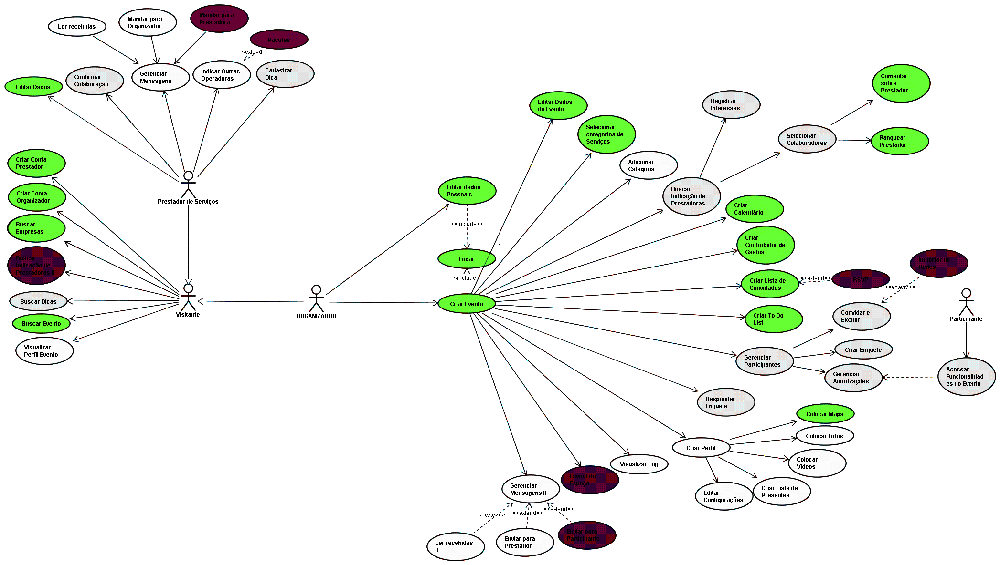 Ler recebidas
Mandar para
Organizador
Mandar para
Prestadora
Pacotes
<<extend>>
Editar Dados
Confirmar
Colaboração
Gerenciar
Mensagens
Indicar Outras
Operadoras
Cadastrar
Dica
Criar Conta
Prestador
Criar Conta
Organizador
Buscar
Empresas
Buscar
Indicação de
Prestadoras II
Buscar Dicas
Buscar Evento
Visualizar
Perfil Evento
Prestador de Serviços
Visitante
ORGANIZADOR
Editar dados
Pessoais
<<include>>
Logar
<<include>>
Criar Evento
Editar Dados
do Evento
Selecionar
categorias de
Serviços
Adicionar
Categoria
Registrar
Interesses
Buscar
indicação de
Prestadoras
Selecionar
Colaboradores
Comentar
sobre
Prestador
Ranquear
Prestador
Criar
Calendário
Criar
Controlador de
Gastos
Criar Lista de
Convidados
<<extend>>
RSVP
Importar de
Redes
<<extend>>
Criar To Do
List
Convidar e
Excluir
Participante
Gerenciar
Participantes
Criar Enquete
Gerenciar
Autorizações
Acessar
Funcionalidad
es do Evento
Responder
Enquete
Colocar Mapa
Colocar Fotos
Criar Perfil
Colocar
Vídeos
Criar Lista de
Presentes
Editar
Configurações
Visualizar Log
Layout do
Espaço
Gerenciar
Mensagens II
<<extend>>
<<extend>>
<<extend>>
Ler recebidas
II
Enviar para
Prestador
Enviar para
Participante